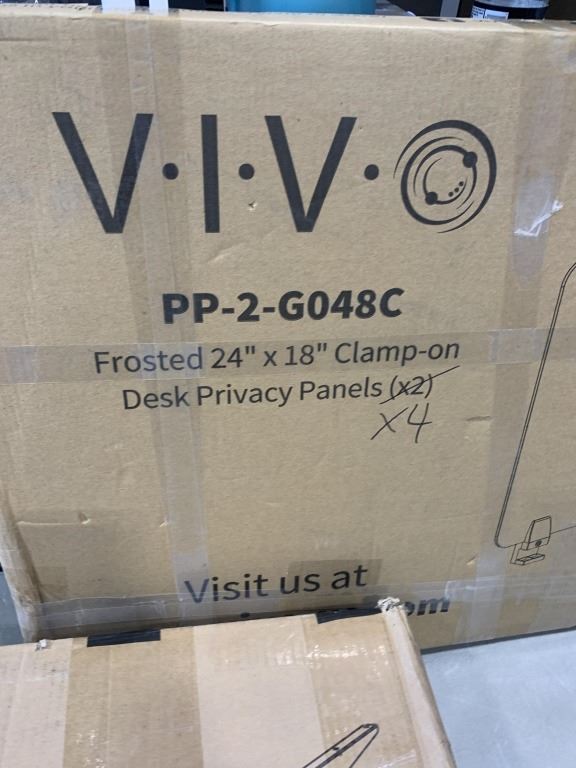 V·I·V·O
PP-2-G048C
Frosted 24" x 18" Clamp-on
Desk Privacy Panels (x2)
x4
Visit us at